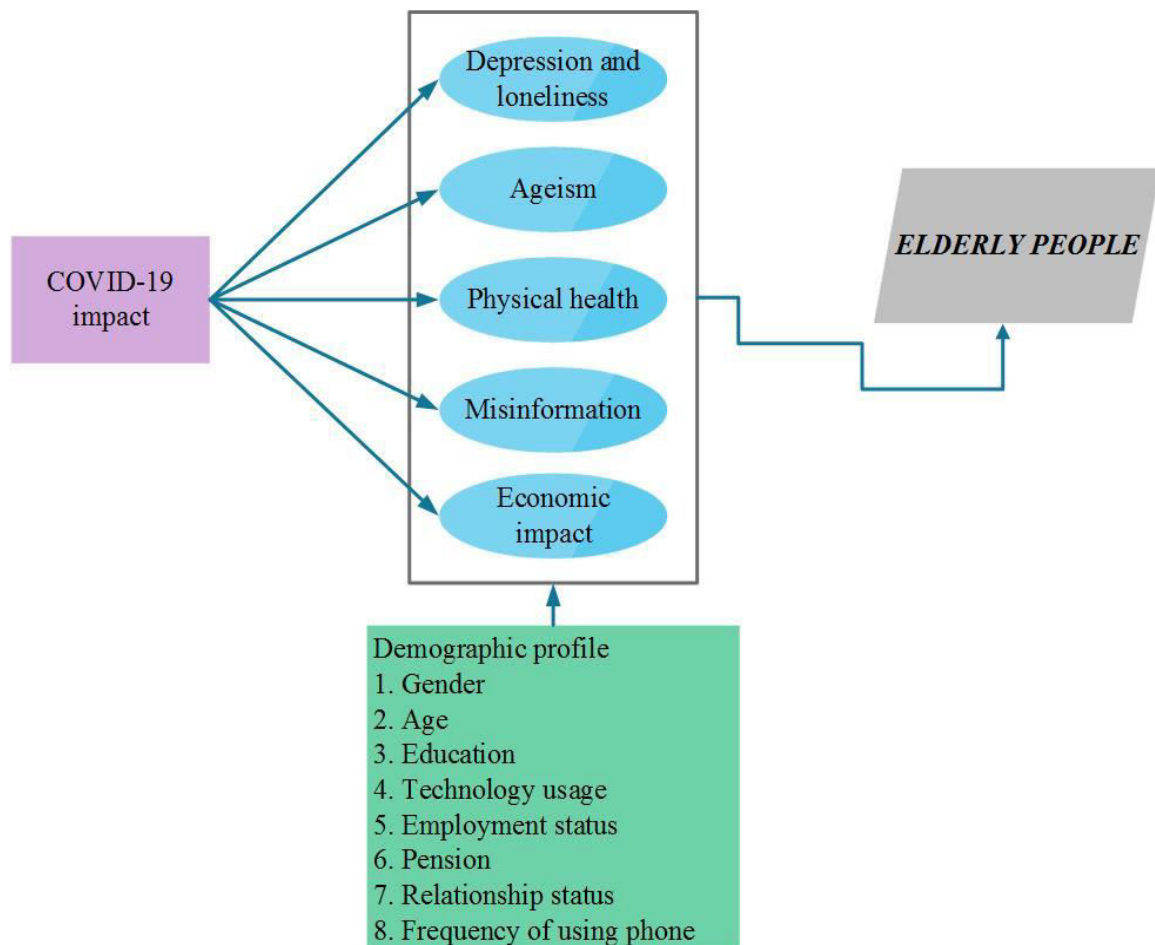 Depression and
loneliness
Ageism
Physical health
Misinformation
Economic
impact
COVID-19
impact
ELDERLY PEOPLE
Demographic profile
1. Gender
2. Age
3. Education
4. Technology usage
5. Employment status
6. Pension
7. Relationship status
8. Frequency of using phone